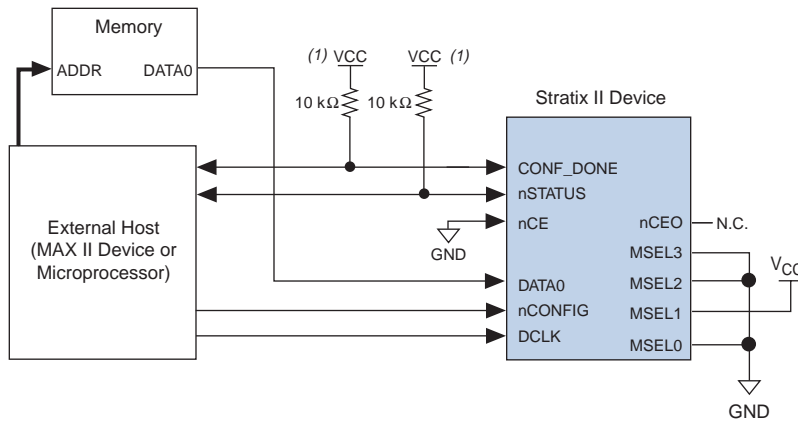 Memory
ADDR DATA0
(1) VCC VCC (1)
10 kΩ 10 kΩ
Stratix II Device
External Host
(MAX II Device or
Microprocessor)
CONF_DONE
nSTATUS
nCE
GND
DATA0
nCONFIG
DCLK
nCEO N.C.
MSEL3
MSEL2
MSEL1
MSEL0
VCC
GND